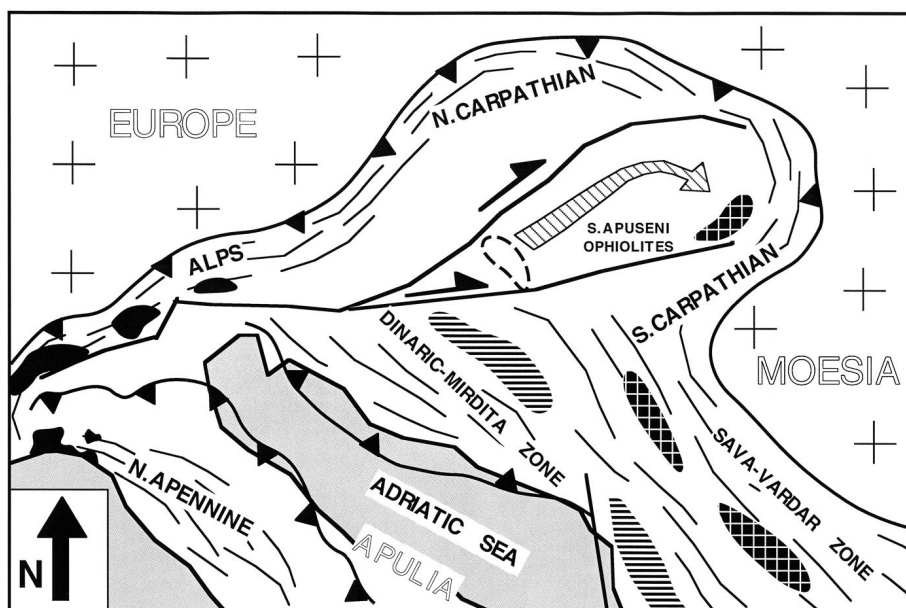 N. CARPATHIAN
EUROPE
S. APUSENI
OPHIOLITES
ALPS
S. CARPATHIAN
DINARIC-MIRDITA ZONE
MOESIA
SAVA-VARDAR ZONE
N. APENNINE
ADRIATIC SEA
APULIA
N